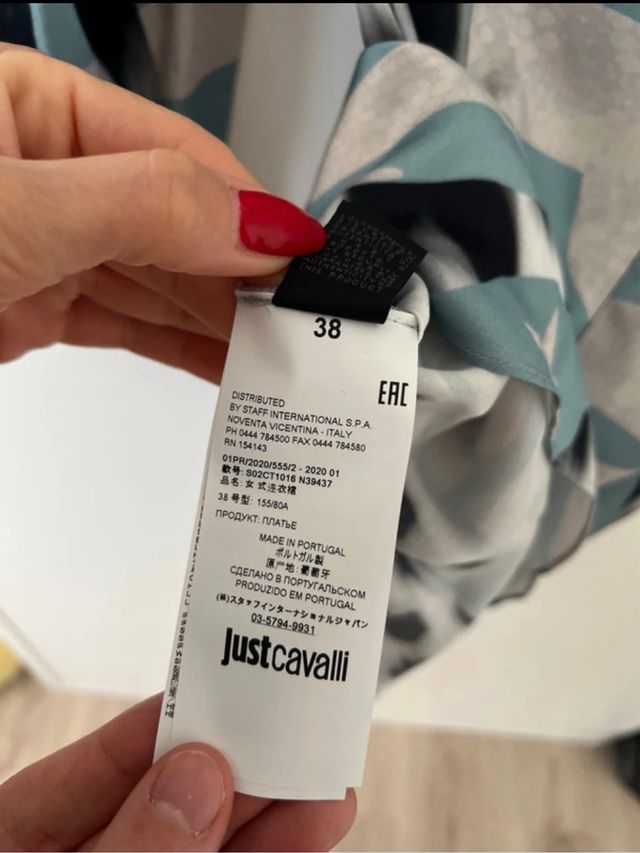 THIS PRODUCT
38
EAC
DISTRIBUTED
BY STAFF INTERNATIONAL S.P.A.
NOVENTA VICENTINA - ITALY
PH 0444 784500 FAX 0444 784580
RN 154143
01PR/2020/555/2 - 2020 01
款号: S02CT1016 N39437
品名: 女 式连衣裙
38 号型: 155/80A
ПРОДУКТ: ПЛАТЬЕ
MADE IN PORTUGAL
ポルトガル製
原产地: 葡萄牙
СДЕЛАНО В ПОРТУГАЛЬСКОМ
PRODUZIDO EM PORTUGAL
(株)スタッフインターナショナルジャパン
03-5794-9931
justcavalli